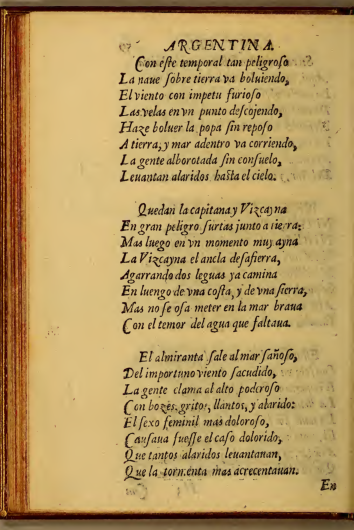 ARGENTINA.
Con este temporal tan peligroſo
La naue ſobre tierra va boluiendo,
El viento con impetu furioſo
Las velas en vn punto deſcojendo,
Haze boluer la popa ſin repoſo
A tierra, y mar adentro va corriendo,
La gente alborotada ſin conſuelo,
Leuantan alaridos haſta el cielo.
Quedan la capitana y Vizcayna
En gran peligro ſurtas junto a tierra:
Mas luego en vn momento muy ayna
La Vizcayna el ancla deſafierra,
Agarrando dos leguas ya camina
En luengo de vna coſta, y de vna ſierra,
Mas no ſe oſa meter en la mar braua
Con el temor del agua que faltaua.
El almiranta ſale al mar ſañoſo,
Del importuno viento ſacudido,
La gente clama al alto poderoſo
Con bozes, gritos, llantos, y alarido:
El ſexo feminil mas doloroſo,
Cauſaua fueſſe el caſo dolorido,
Que tantos alaridos leuantauan,
Que la tormenta mas acrecentauan.
En